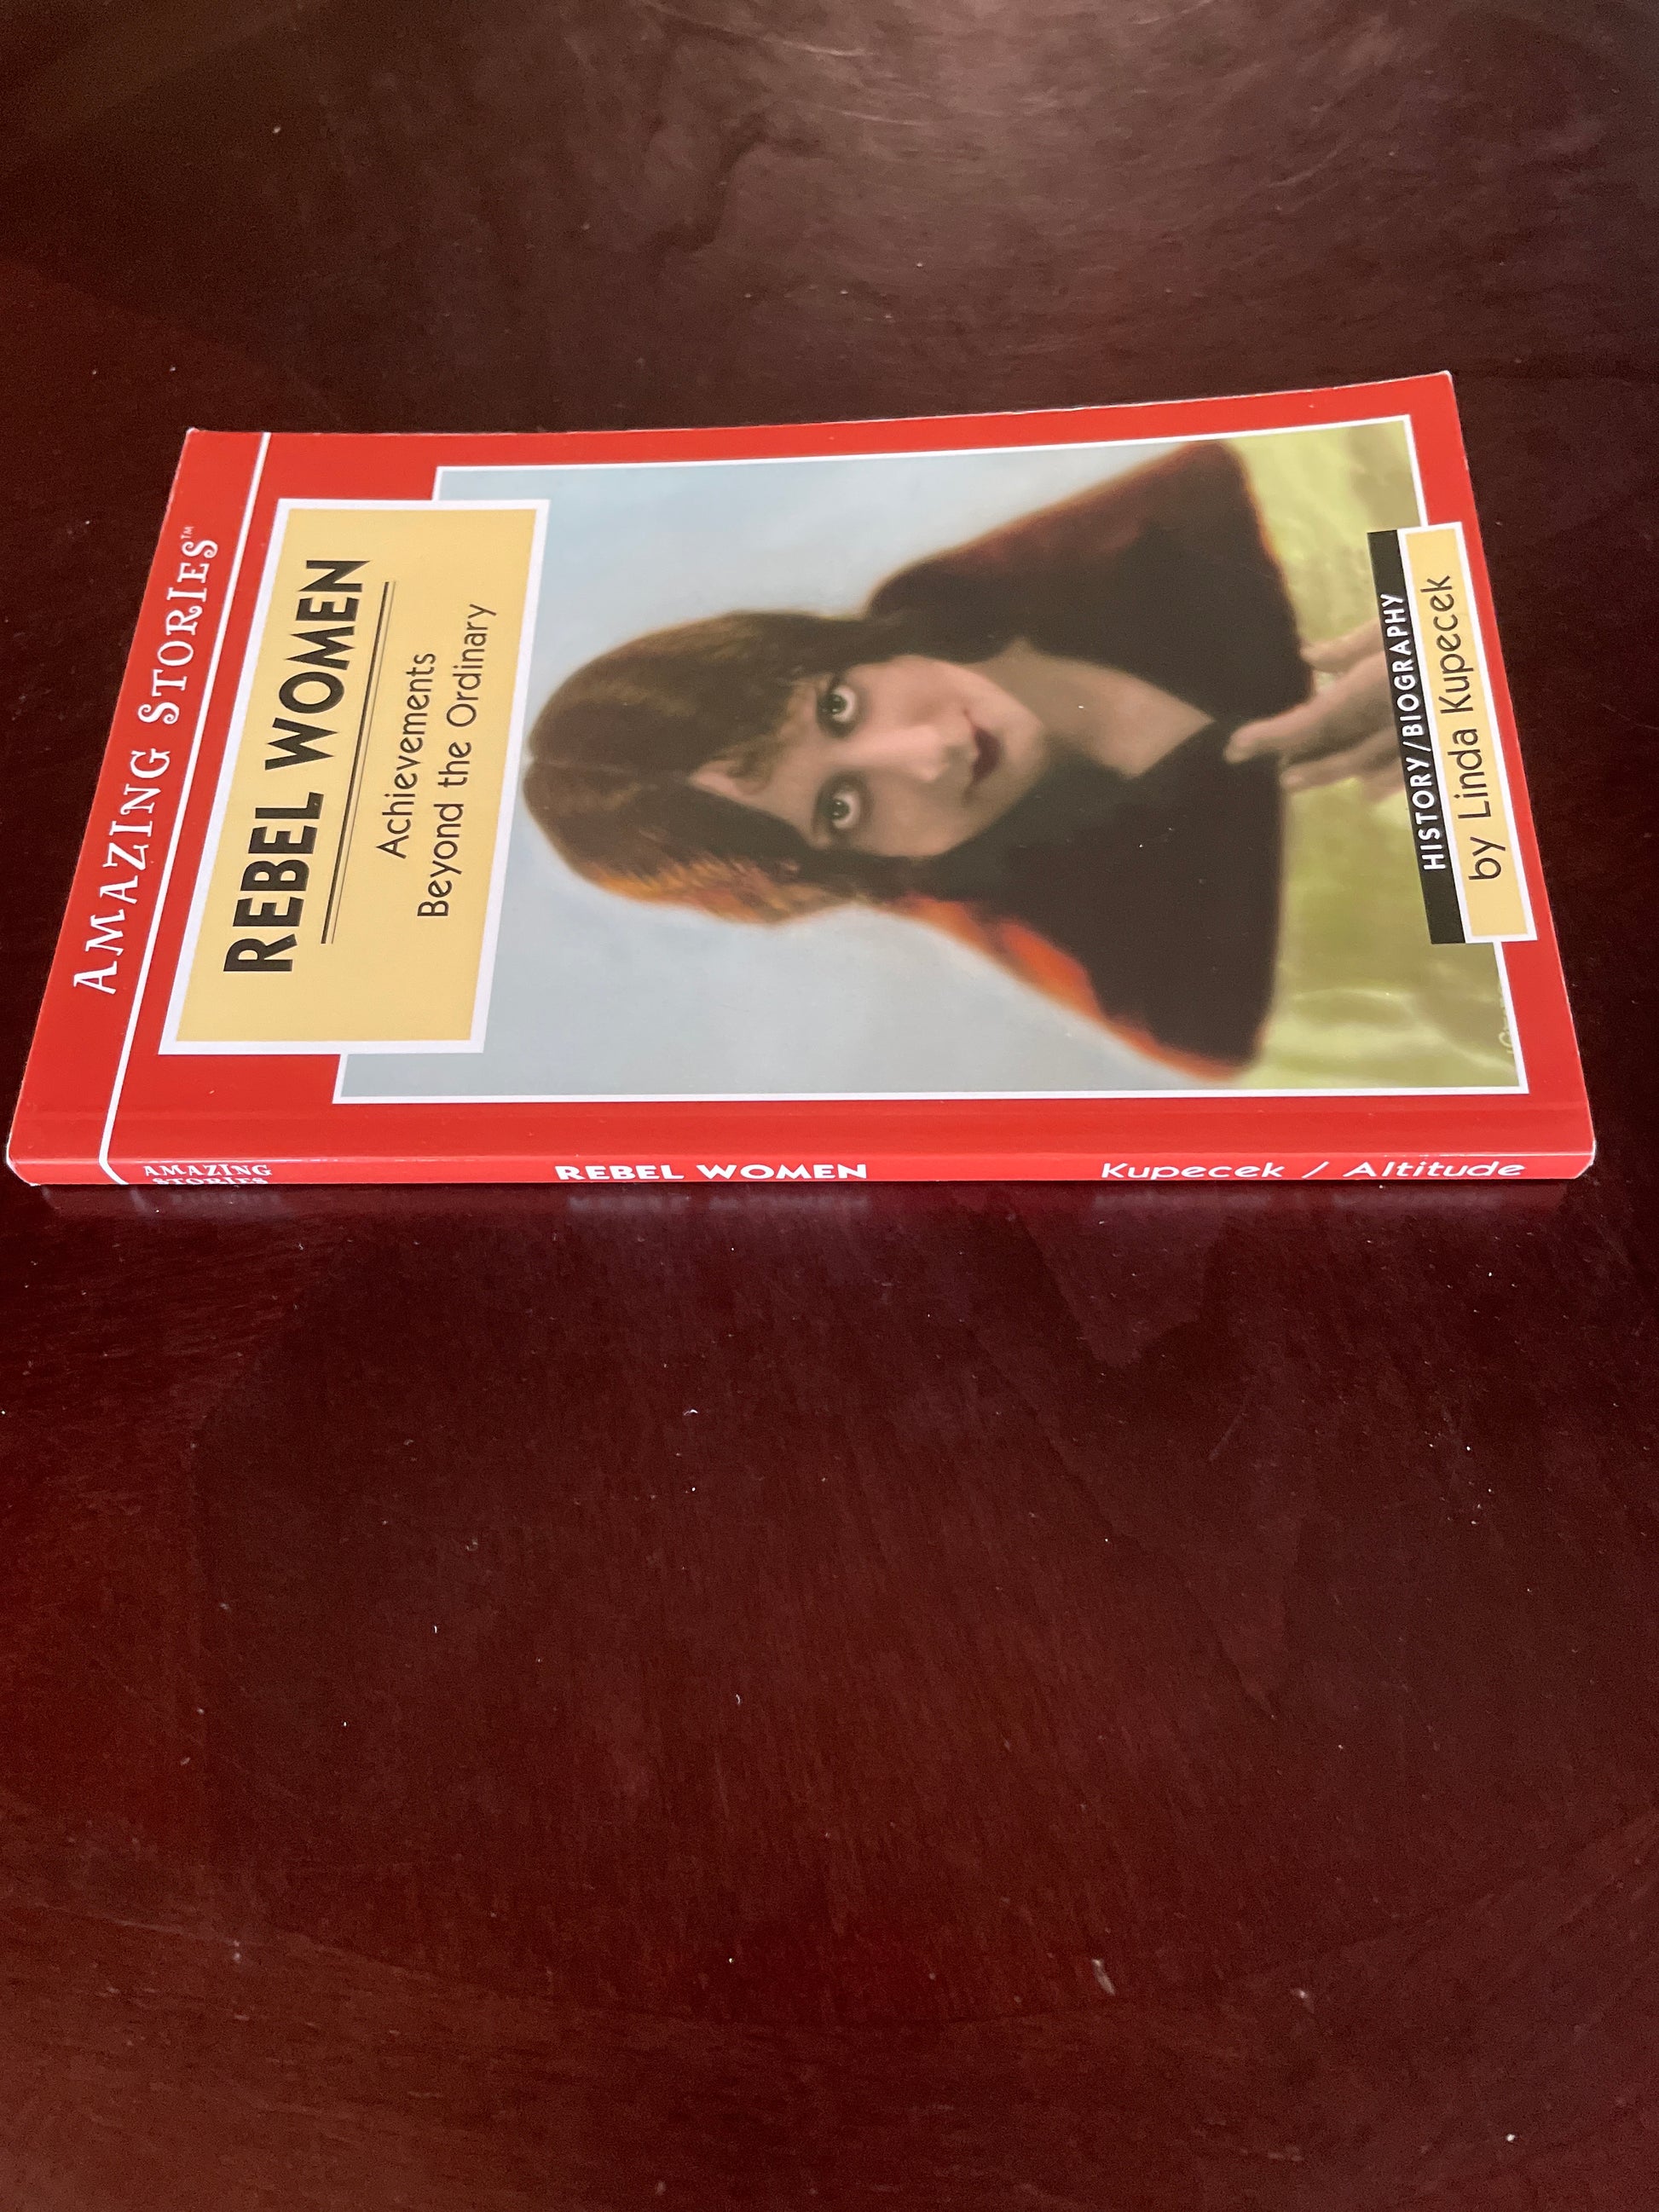 AMAZING STORIES™
REBEL WOMEN
Achievements
Beyond the Ordinary
HISTORY/BIOGRAPHY
by Linda Kupecek
AMAZING
STORIES
REBEL WOMEN
Kupecek / Altitude